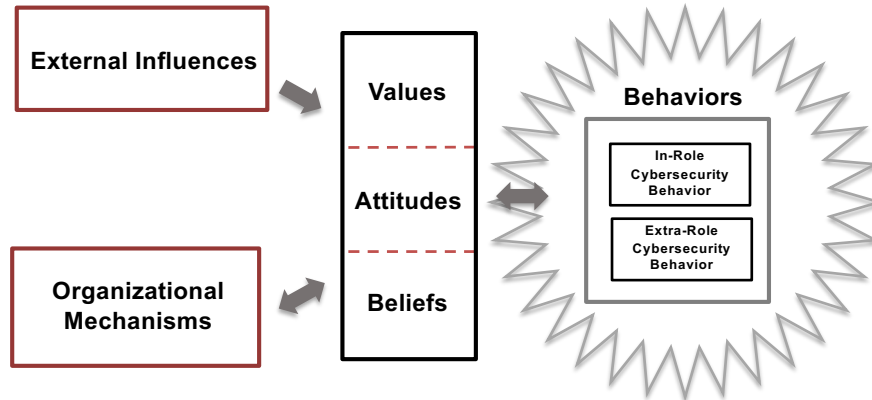 External Influences
Organizational
Mechanisms
Values
Attitudes
Beliefs
Behaviors
In-Role
Cybersecurity
Behavior
Extra-Role
Cybersecurity
Behavior